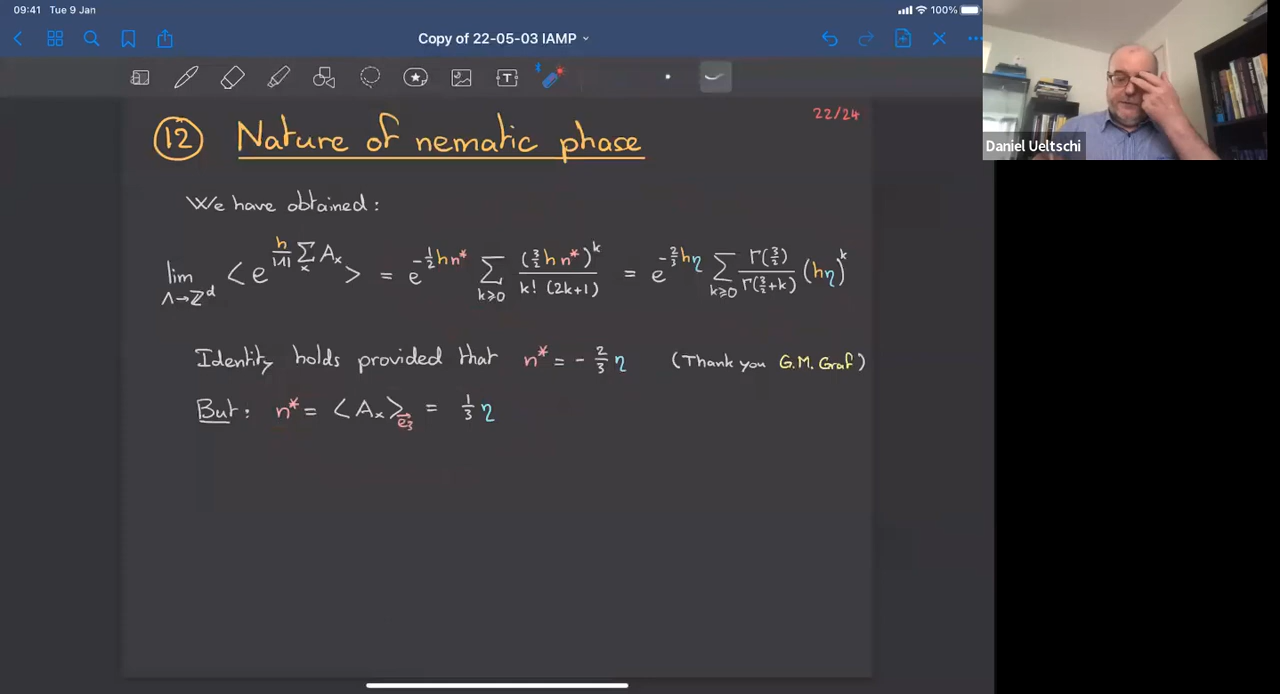 09:41 Tue 9 Jan
100%
Copy of 22-05-03 IAMP
Daniel Ueltschi
22/24
12 Nature of nematic phase
We have obtained:
lim_{Λ→ℤ^d} < e^{h/|Λ| Σ_x A_x} > = e^{-1/2 h n*} Σ_{k≥0} (3/2 h n*)^k / k! (2k+1) = e^{-2/3 hη} Σ_{k≥0} Γ(3/2) / Γ(3/2+k) (hη)^k
Identity holds provided that n* = - 2/3 η (Thank you G.M. Graf)
But: n* = < A_x >_{e⃗3} = 1/3 η